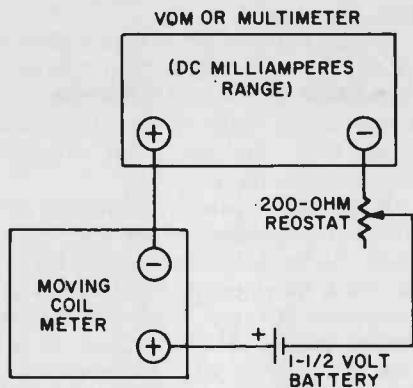 VOM OR MULTIMETER
(DC MILLIAMPERES
RANGE)
+
−
200-OHM
REOSTAT
−
MOVING
COIL
METER
+
+
1-1/2 VOLT
BATTERY